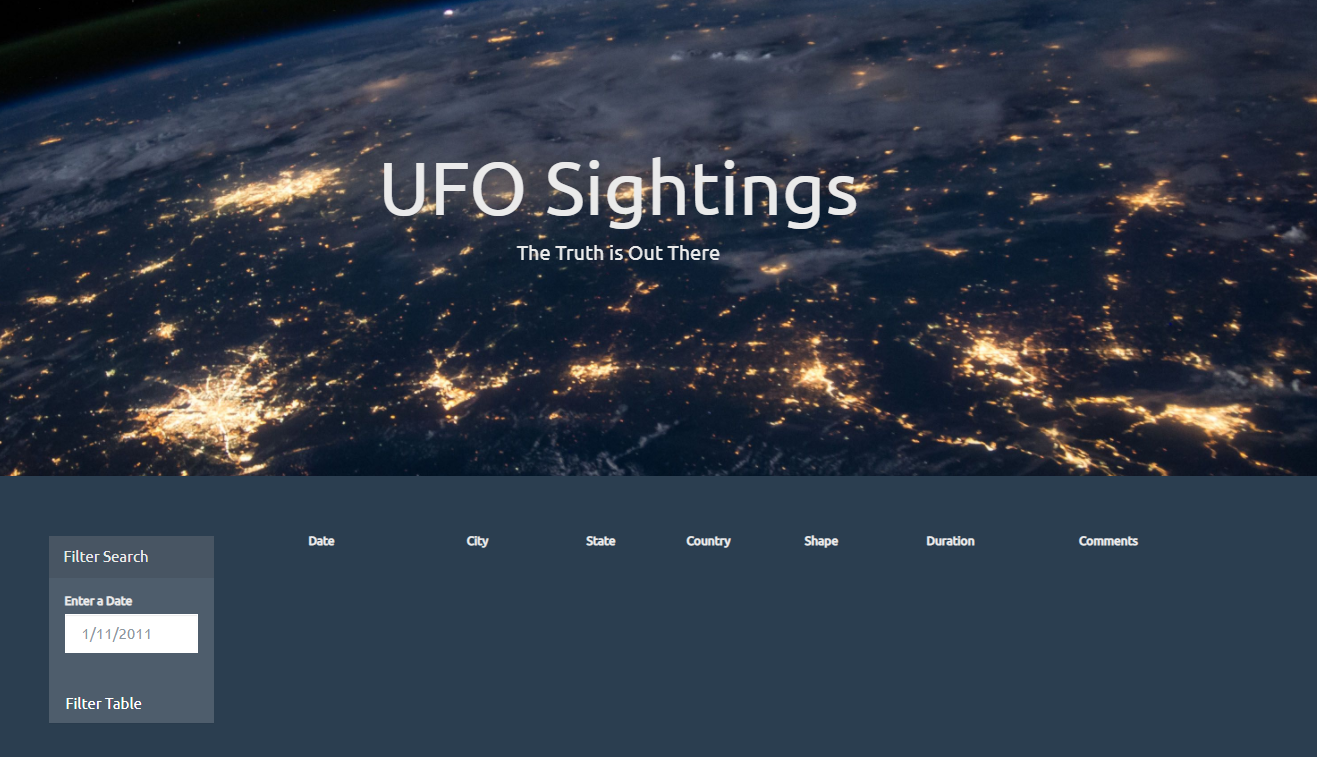 UFO Sightings
The Truth is Out There
Filter Search
Enter a Date
1/11/2011
Filter Table
Date City State Country Shape Duration Comments